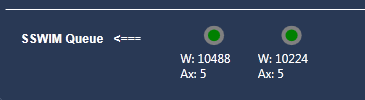 SSWIM Queue <===
W: 10488 W: 10224
Ax: 5 Ax: 5